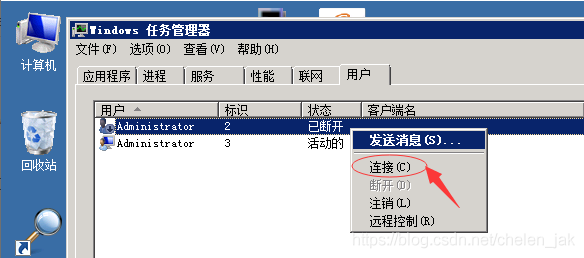 Windows 任务管理器
文件(F) 选项(O) 查看(V) 帮助(H)
计算机
应用程序 进程 服务 性能 联网 用户
用户 标识 状态 客户端名
Administrator 2 已断开
Administrator 3 活动的
发送消息(S)...
连接(C)
断开(D)
注销(L)
远程控制(R)
回收站
https://blog.csdn.net/chelen_jak